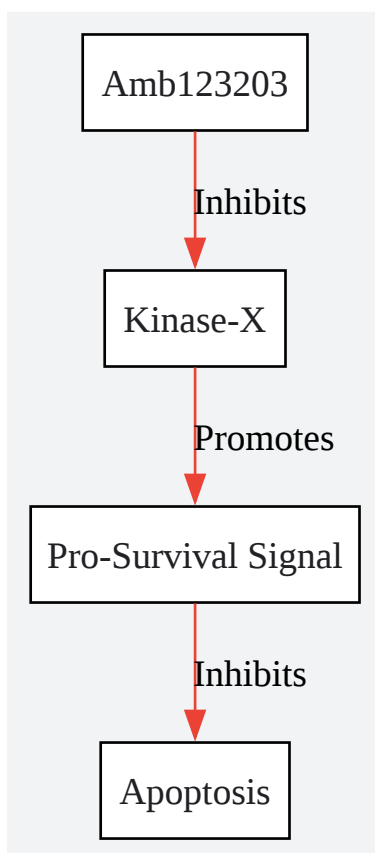 Amb123203
Inhibits
Kinase-X
Promotes
Pro-Survival Signal
Inhibits
Apoptosis